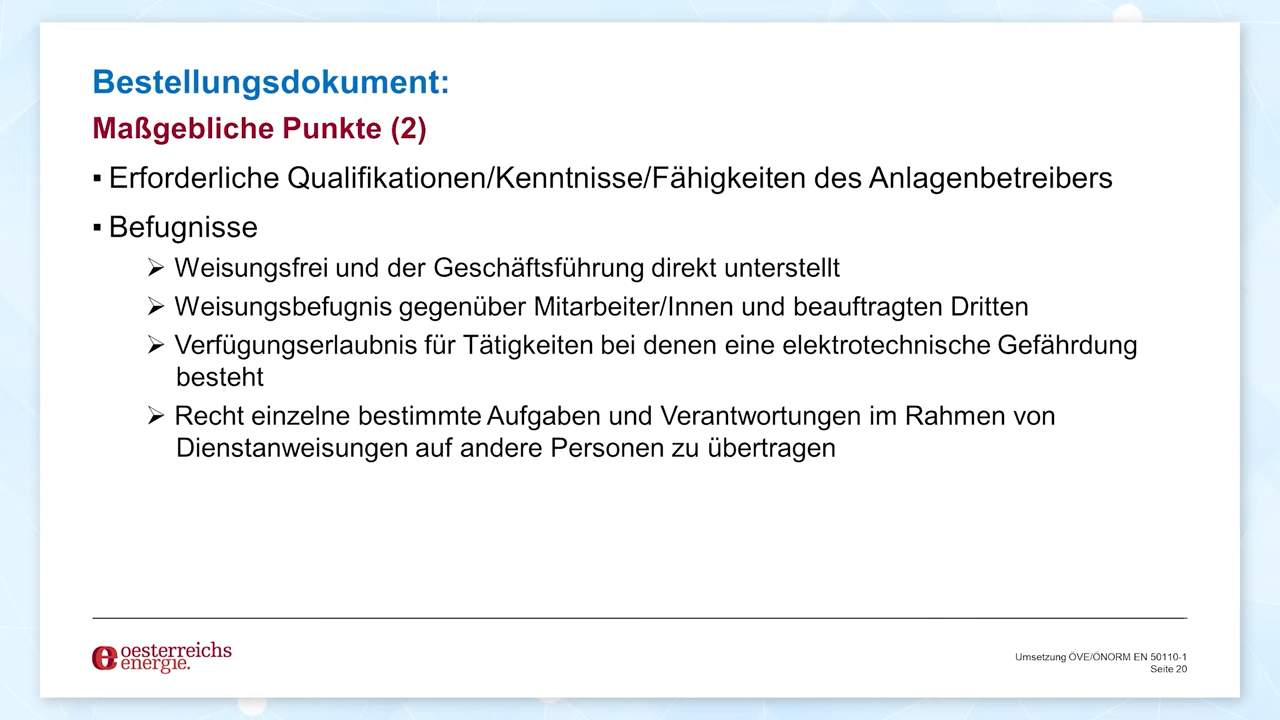 Bestellungsdokument:
Maßgebliche Punkte (2)
▪ Erforderliche Qualifikationen/Kenntnisse/Fähigkeiten des Anlagenbetreibers
▪ Befugnisse
➢ Weisungsfrei und der Geschäftsführung direkt unterstellt
➢ Weisungsbefugnis gegenüber Mitarbeiter/Innen und beauftragten Dritten
➢ Verfügungserlaubnis für Tätigkeiten bei denen eine elektrotechnische Gefährdung
besteht
➢ Recht einzelne bestimmte Aufgaben und Verantwortungen im Rahmen von
Dienstanweisungen auf andere Personen zu übertragen
oesterreichs
energie.
Umsetzung ÖVE/ÖNORM EN 50110-1
Seite 20